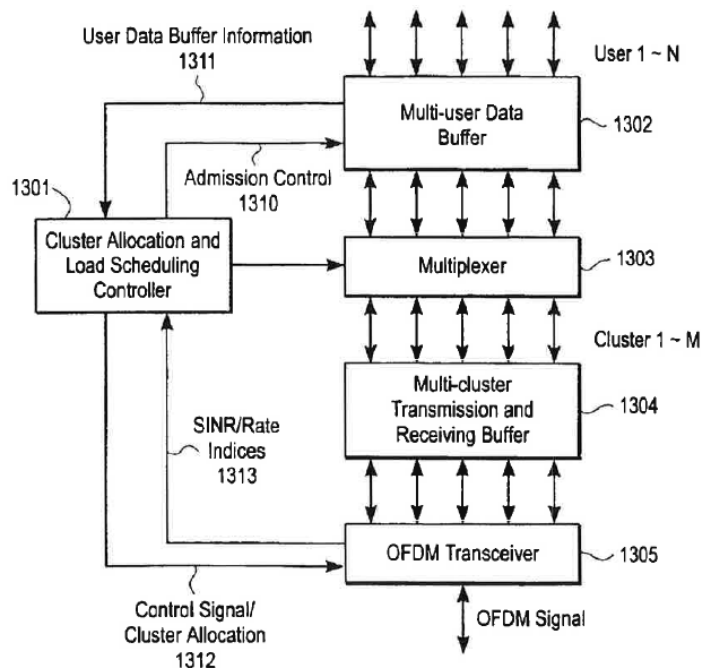 User Data Buffer Information
1311
User 1 ~ N
Multi-user Data
Buffer
1302
Admission Control
1310
1301
Cluster Allocation and
Load Scheduling
Controller
Multiplexer
1303
Cluster 1 ~ M
Multi-cluster
Transmission and
Receiving Buffer
1304
SINR/Rate
Indices
1313
OFDM Transceiver
1305
Control Signal/
Cluster Allocation
1312
OFDM Signal